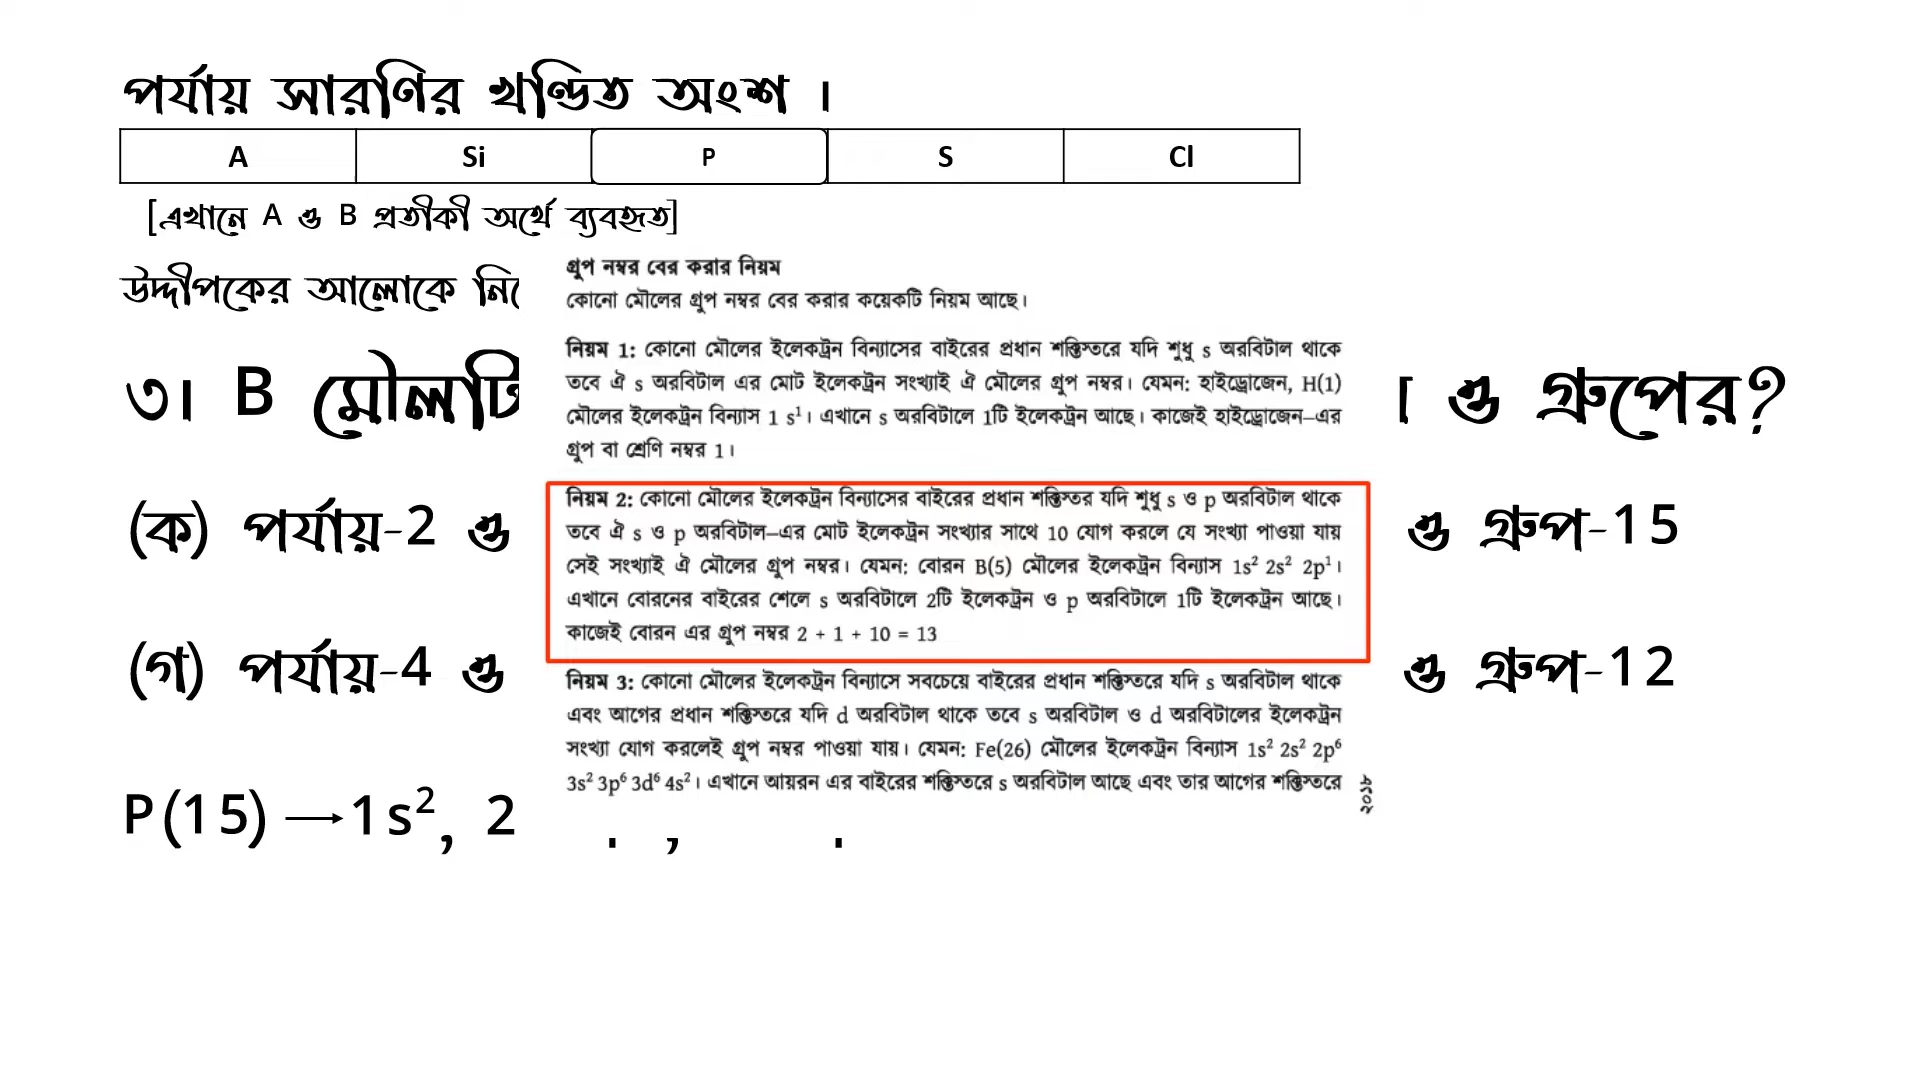 পর্যায় সারণির খণ্ডিত অংশ ।
A Si P S Cl
[এখানে A ও B প্রতীকী অর্থে ব্যবহৃত]
উদ্দীপকের আলোকে
গ্রুপ নম্বর বের করার নিয়ম
কোনো মৌলের গ্রুপ নম্বর বের করার কয়েকটি নিয়ম আছে।
নিয়ম 1: কোনো মৌলের ইলেকট্রন বিন্যাসের বাইরের প্রধান শক্তিস্তরে যদি শুধু s অরবিটাল থাকে
তবে ঐ s অরবিটাল এর মোট ইলেকট্রন সংখ্যাই ঐ মৌলের গ্রুপ নম্বর। যেমন: হাইড্রোজেন, H(1)
মৌলের ইলেকট্রন বিন্যাস 1 s¹। এখানে s অরবিটালে 1টি ইলেকট্রন আছে। কাজেই হাইড্রোজেন–এর
গ্রুপ বা শ্রেণি নম্বর 1।
৩। B মৌলটি ও গ্রুপের?
নিয়ম 2: কোনো মৌলের ইলেকট্রন বিন্যাসের বাইরের প্রধান শক্তিস্তর যদি শুধু s ও p অরবিটাল থাকে
তবে ঐ s ও p অরবিটাল–এর মোট ইলেকট্রন সংখ্যার সাথে 10 যোগ করলে যে সংখ্যা পাওয়া যায়
সেই সংখ্যাই ঐ মৌলের গ্রুপ নম্বর। যেমন: বোরন B(5) মৌলের ইলেকট্রন বিন্যাস 1s² 2s² 2p¹।
এখানে বোরনের বাইরের শেলে s অরবিটালে 2টি ইলেকট্রন ও p অরবিটালে 1টি ইলেকট্রন আছে।
কাজেই বোরন এর গ্রুপ নম্বর 2 + 1 + 10 = 13
(ক) পর্যায়-2 ও ও গ্রুপ-15
(গ) পর্যায়-4 ও ও গ্রুপ-12
নিয়ম 3: কোনো মৌলের ইলেকট্রন বিন্যাসে সবচেয়ে বাইরের প্রধান শক্তিস্তরে যদি s অরবিটাল থাকে
এবং আগের প্রধান শক্তিস্তরে যদি d অরবিটাল থাকে তবে s অরবিটাল ও d অরবিটালের ইলেকট্রন
সংখ্যা যোগ করলেই গ্রুপ নম্বর পাওয়া যায়। যেমন: Fe(26) মৌলের ইলেকট্রন বিন্যাস 1s² 2s² 2p⁶
3s² 3p⁶ 3d⁶ 4s²। এখানে আয়রন এর বাইরের শক্তিস্তরে s অরবিটাল আছে এবং তার আগের শক্তিস্তরে
২০১৮
P(15) ⟶ 1s², 2